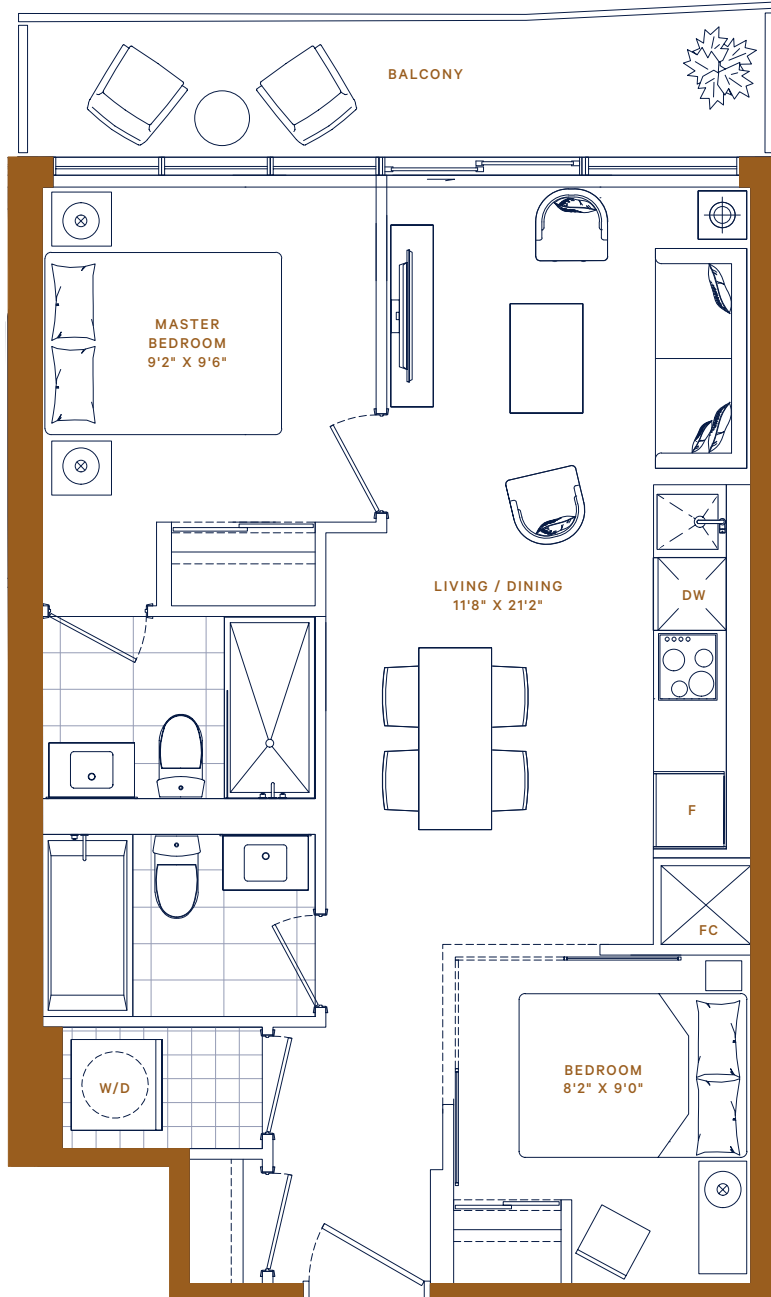 BALCONY
MASTER
BEDROOM
9'2" X 9'6"
LIVING / DINING
11'8" X 21'2"
DW
F
FC
BEDROOM
8'2" X 9'0"
W/D